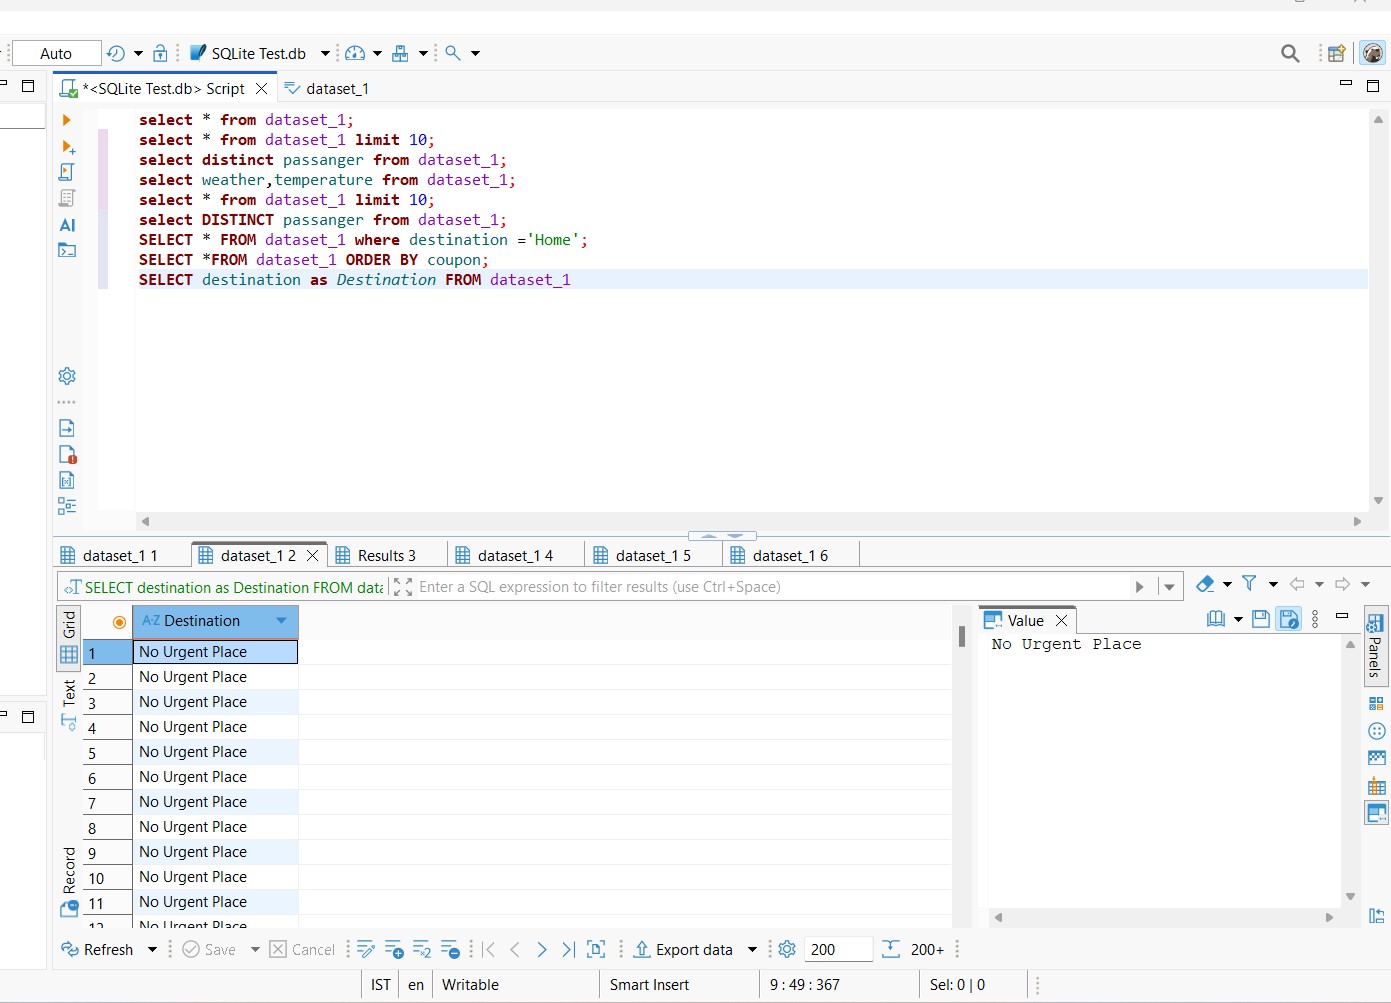 Auto
SQLite Test.db
*<SQLite Test.db> Script
dataset_1
select * from dataset_1;
select * from dataset_1 limit 10;
select distinct passanger from dataset_1;
select weather,temperature from dataset_1;
select * from dataset_1 limit 10;
select DISTINCT passanger from dataset_1;
SELECT * FROM dataset_1 where destination ='Home';
SELECT *FROM dataset_1 ORDER BY coupon;
SELECT destination as Destination FROM dataset_1
AI
dataset_1 1
dataset_1 2
Results 3
dataset_1 4
dataset_1 5
dataset_1 6
SELECT destination as Destination FROM data
Enter a SQL expression to filter results (use Ctrl+Space)
Grid
Text
Record
A-Z Destination
1 No Urgent Place
2 No Urgent Place
3 No Urgent Place
4 No Urgent Place
5 No Urgent Place
6 No Urgent Place
7 No Urgent Place
8 No Urgent Place
9 No Urgent Place
10 No Urgent Place
11 No Urgent Place
12 No Urgent Place
Value
No Urgent Place
Panels
Refresh
Save
Cancel
Export data
200
200+
IST
en
Writable
Smart Insert
9 : 49 : 367
Sel: 0 | 0